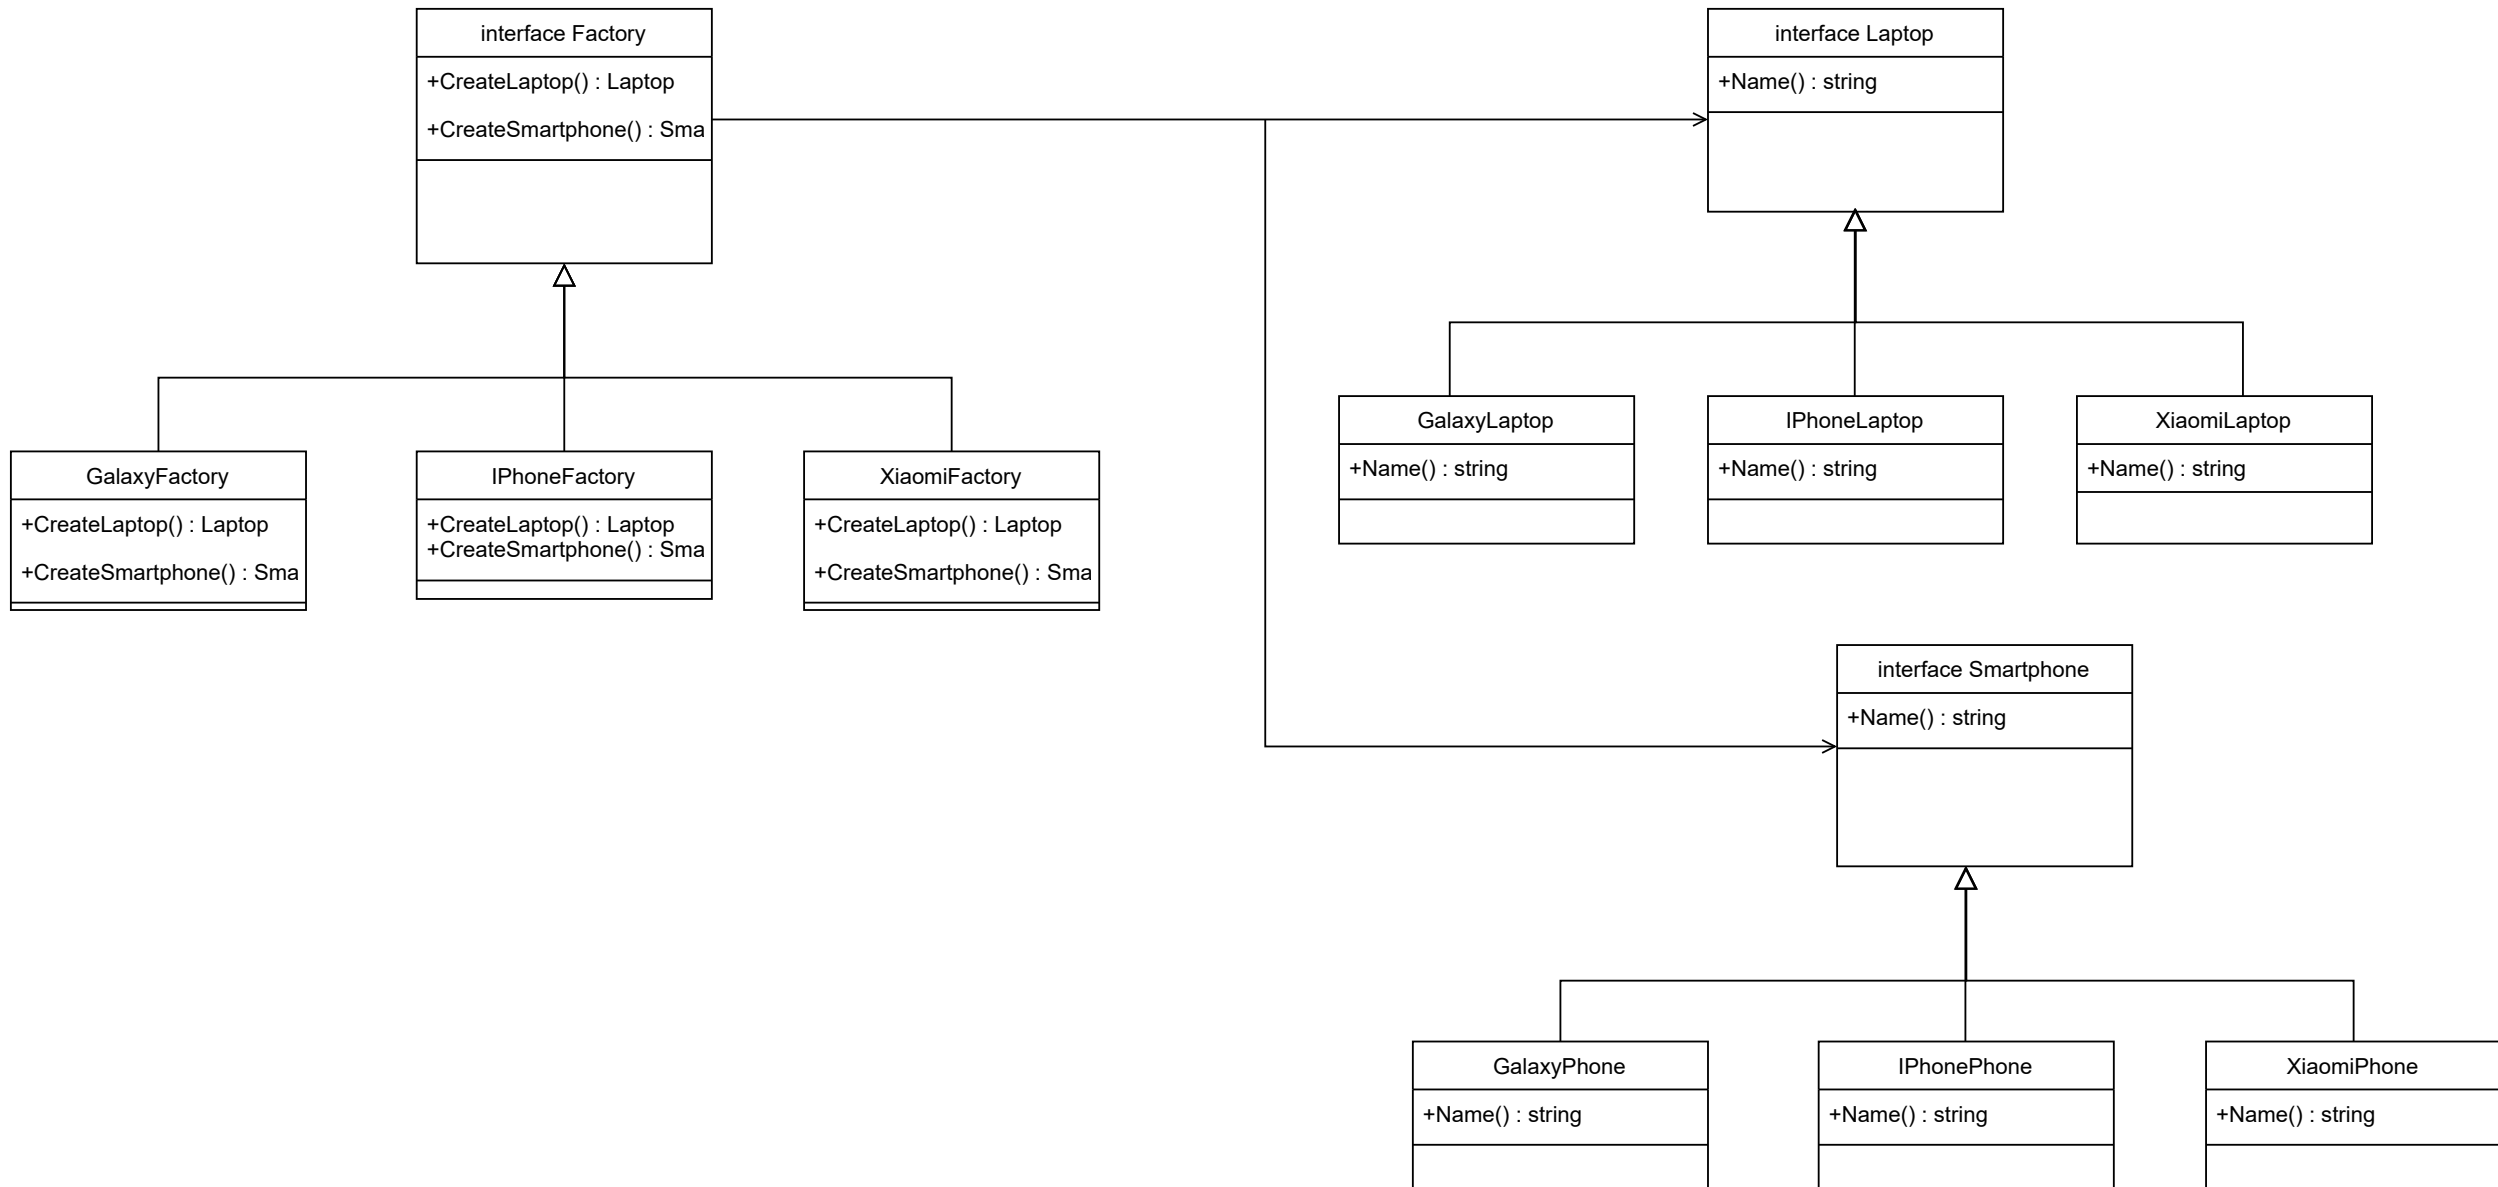 interface Factory
+CreateLaptop() : Laptop
+CreateSmartphone() : Sma
interface Laptop
+Name() : string
GalaxyFactory
+CreateLaptop() : Laptop
+CreateSmartphone() : Sma
IPhoneFactory
+CreateLaptop() : Laptop
+CreateSmartphone() : Sma
XiaomiFactory
+CreateLaptop() : Laptop
+CreateSmartphone() : Sma
GalaxyLaptop
+Name() : string
IPhoneLaptop
+Name() : string
XiaomiLaptop
+Name() : string
interface Smartphone
+Name() : string
GalaxyPhone
+Name() : string
IPhonePhone
+Name() : string
XiaomiPhone
+Name() : string